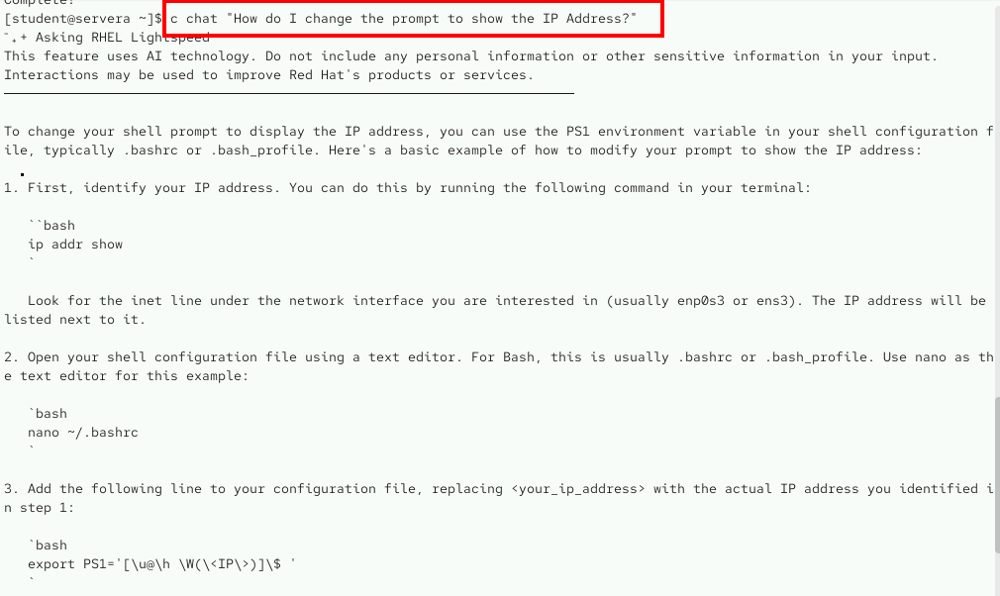 Complete!
[student@servera ~]$ c chat "How do I change the prompt to show the IP Address?"
⁺₊+ Asking RHEL Lightspeed
This feature uses AI technology. Do not include any personal information or other sensitive information in your input.
Interactions may be used to improve Red Hat's products or services.
To change your shell prompt to display the IP address, you can use the PS1 environment variable in your shell configuration f
ile, typically .bashrc or .bash_profile. Here's a basic example of how to modify your prompt to show the IP address:
1. First, identify your IP address. You can do this by running the following command in your terminal:
``bash
ip addr show
`
Look for the inet line under the network interface you are interested in (usually enp0s3 or ens3). The IP address will be
listed next to it.
2. Open your shell configuration file using a text editor. For Bash, this is usually .bashrc or .bash_profile. Use nano as th
e text editor for this example:
`bash
nano ~/.bashrc
`
3. Add the following line to your configuration file, replacing <your_ip_address> with the actual IP address you identified i
n step 1:
`bash
export PS1='[\u@\h \W(\<IP\>)]\$ '
`